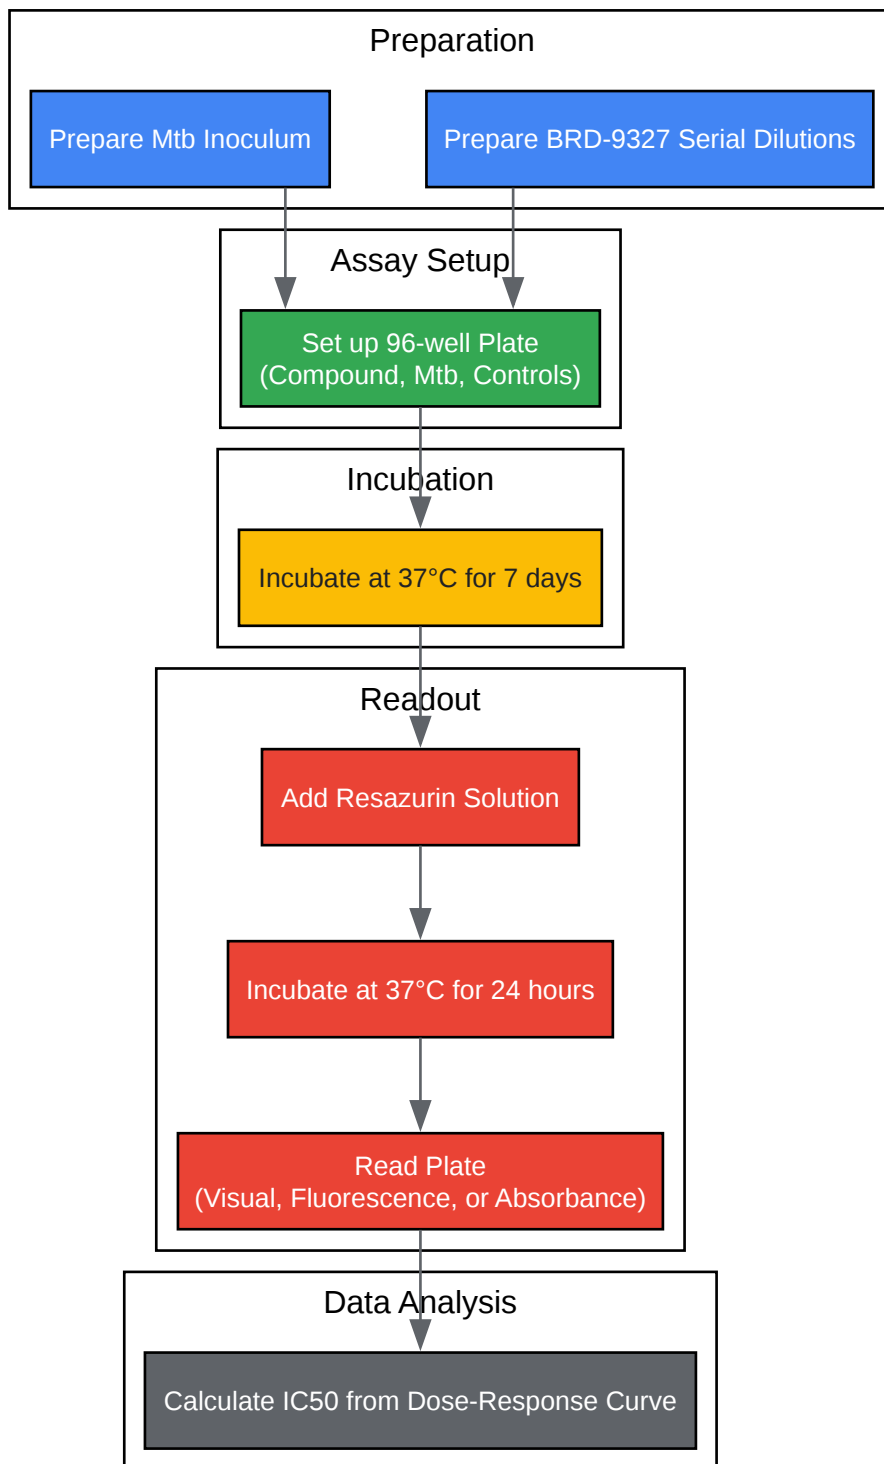 Preparation
Prepare Mtb Inoculum
Prepare BRD-9327 Serial Dilutions
Assay Setup
Set up 96-well Plate
(Compound, Mtb, Controls)
Incubation
Incubate at 37°C for 7 days
Readout
Add Resazurin Solution
Incubate at 37°C for 24 hours
Read Plate
(Visual, Fluorescence, or Absorbance)
Data Analysis
Calculate IC50 from Dose-Response Curve